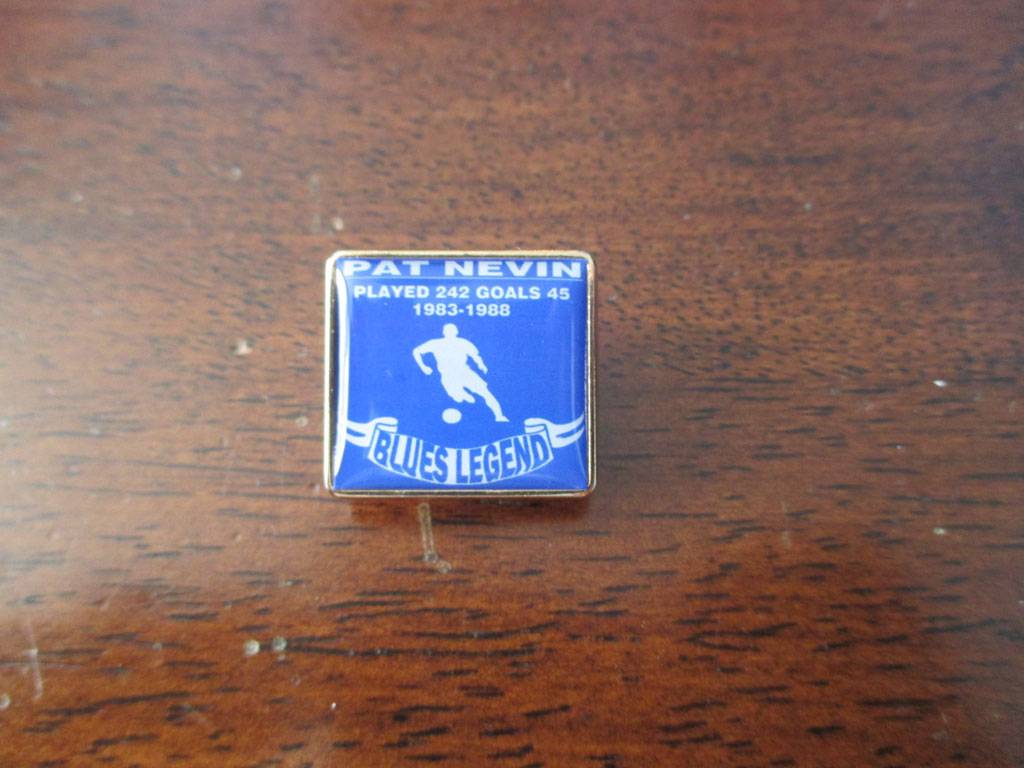 PAT NEVIN
PLAYED 242 GOALS 45
1983-1988
BLUES LEGEND